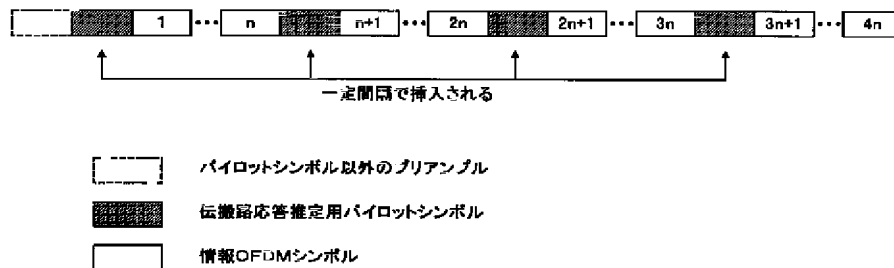 1 ••• n n+1 ••• 2n 2n+1 ••• 3n 3n+1 ••• 4n
一定間隔で挿入される
パイロットシンボル以外のプリアンブル
伝搬路応答推定用パイロットシンボル
情報OFDMシンボル